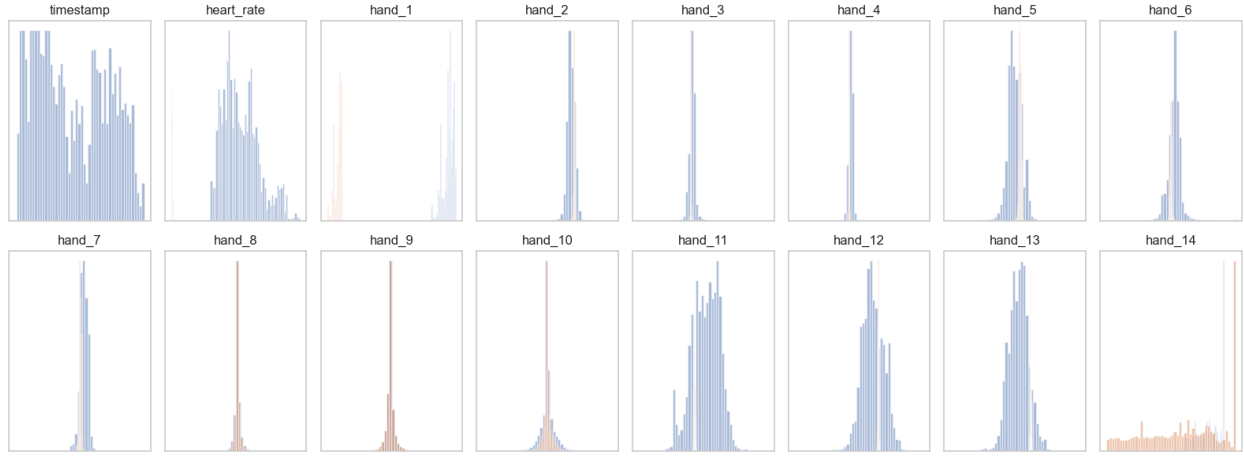 timestamp heart_rate hand_1 hand_2 hand_3 hand_4 hand_5 hand_6
hand_7 hand_8 hand_9 hand_10 hand_11 hand_12 hand_13 hand_14